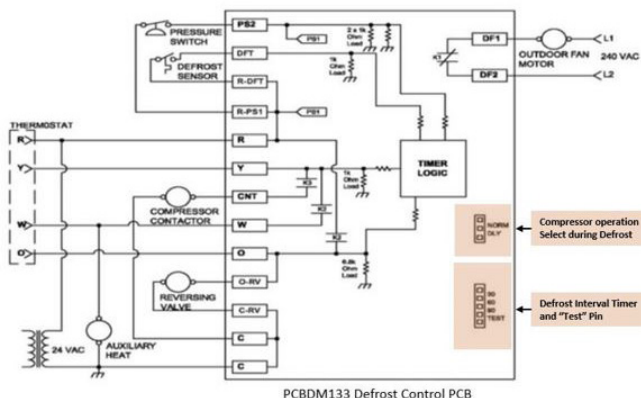 PRESSURE
SWITCH
DEFROST
SENSOR
THERMOSTAT
R
Y
W
O
COMPRESSOR
CONTACTOR
REVERSING
VALVE
24 VAC
AUXILIARY
HEAT
PS2
DFT
R-DFT
R-PS1
R
Y
CNT
W
O
O-RV
C-RV
C
C
PS1
2 x 1k
Ohm
Load
1k
Ohm
Load
PS1
1k
Ohm
Load
K3
K2
6.8k
Ohm
Load
TIMER
LOGIC
K1
DF1
DF2
OUTDOOR FAN
MOTOR
L1
240 VAC
L2
NORM
DLY
Compressor operation
Select during Defrost
30
60
90
TEST
Defrost Interval Timer
and “Test” Pin
PCBDM133 Defrost Control PCB